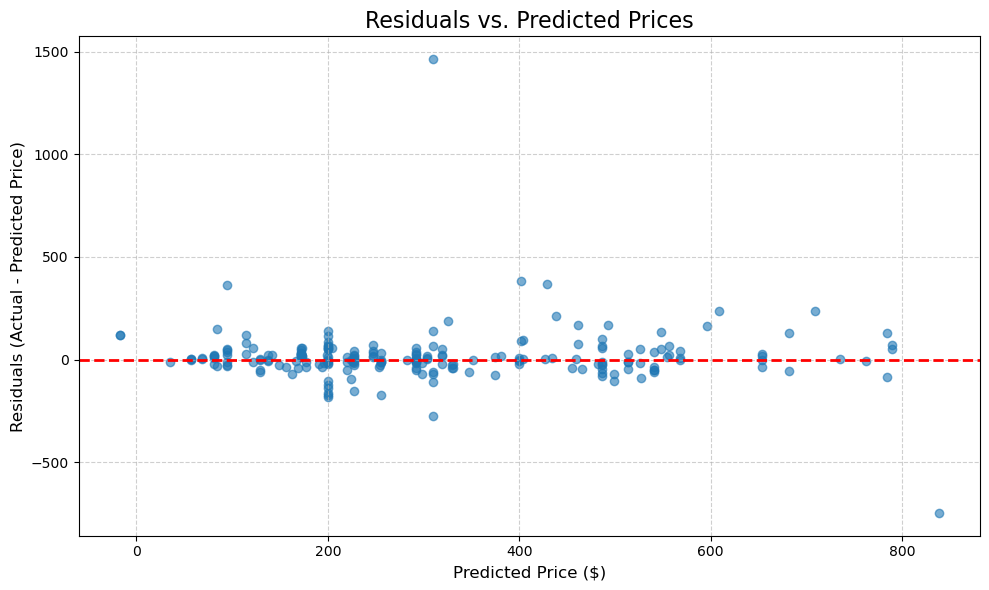 Residuals vs. Predicted Prices
Residuals (Actual - Predicted Price)
1500
1000
500
0
−500
0 200 400 600 800
Predicted Price ($)